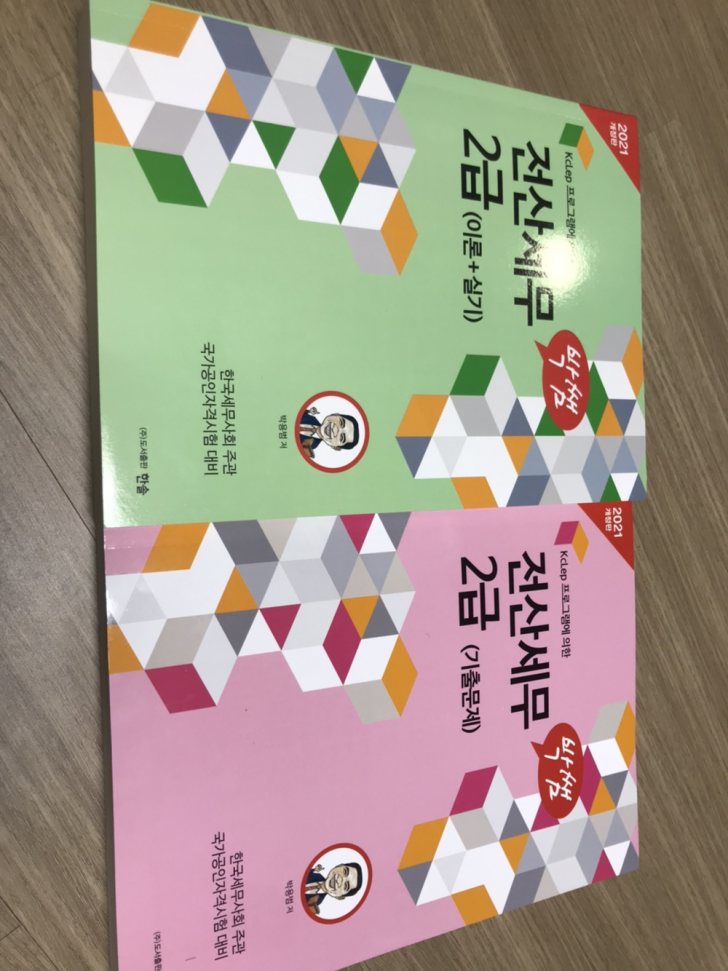 2021
개정판
KcLep 프로그램에
전산세무
2급 (이론+실기)
박쌤
박용범 저
한국세무사회 주관
국가공인자격시험 대비
(주)도서출판 한솔
2021
개정판
KcLep 프로그램에 의한
전산세무
2급 (기출문제)
박쌤
박용범 저
한국세무사회 주관
국가공인자격시험 대비
(주)도서출판